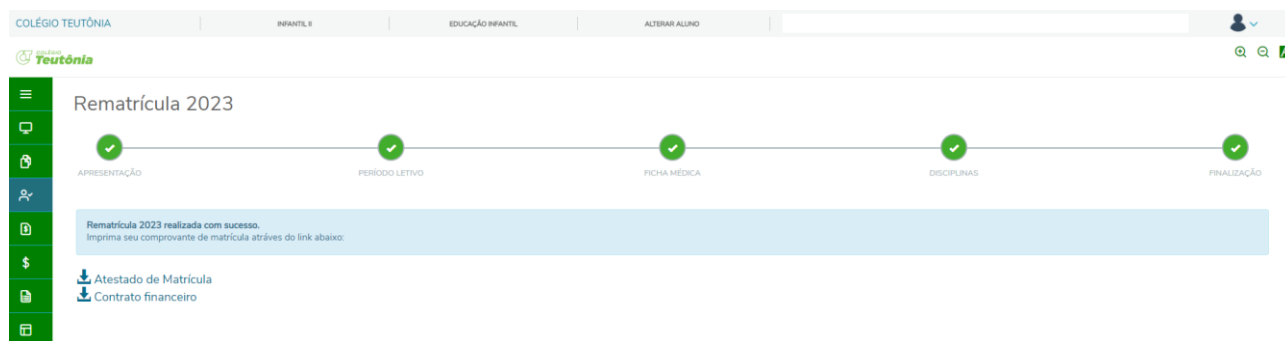 COLÉGIO TEUTÔNIA INFANTIL II EDUCAÇÃO INFANTIL ALTERAR ALUNO
COLÉGIO
Teutônia
Rematrícula 2023
APRESENTAÇÃO PERÍODO LETIVO FICHA MÉDICA DISCIPLINAS FINALIZAÇÃO
Rematrícula 2023 realizada com sucesso.
Imprima seu comprovante de matrícula atráves do link abaixo:
Atestado de Matrícula
Contrato financeiro